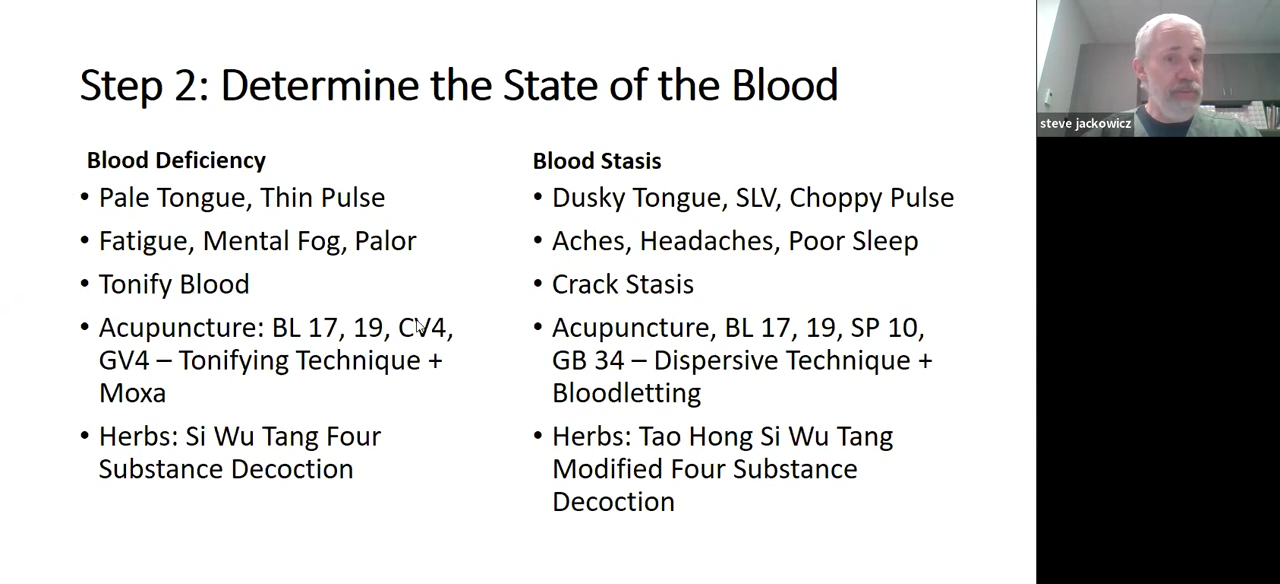 Step 2: Determine the State of the Blood
Blood Deficiency
• Pale Tongue, Thin Pulse
• Fatigue, Mental Fog, Palor
• Tonify Blood
• Acupuncture: BL 17, 19, CV4,
GV4 – Tonifying Technique +
Moxa
• Herbs: Si Wu Tang Four
Substance Decoction
Blood Stasis
• Dusky Tongue, SLV, Choppy Pulse
• Aches, Headaches, Poor Sleep
• Crack Stasis
• Acupuncture, BL 17, 19, SP 10,
GB 34 – Dispersive Technique +
Bloodletting
• Herbs: Tao Hong Si Wu Tang
Modified Four Substance
Decoction
steve jackowicz